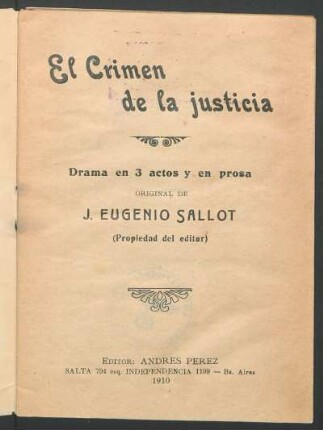 El Crimen
de la justicia
Drama en 3 actos y en prosa
ORIGINAL DE
J. EUGENIO SALLOT
(Propiedad del editor)
EDITOR: ANDRES PEREZ
SALTA 794 esq. INDEPENDENCIA 1199 — Bs. Aires
1910